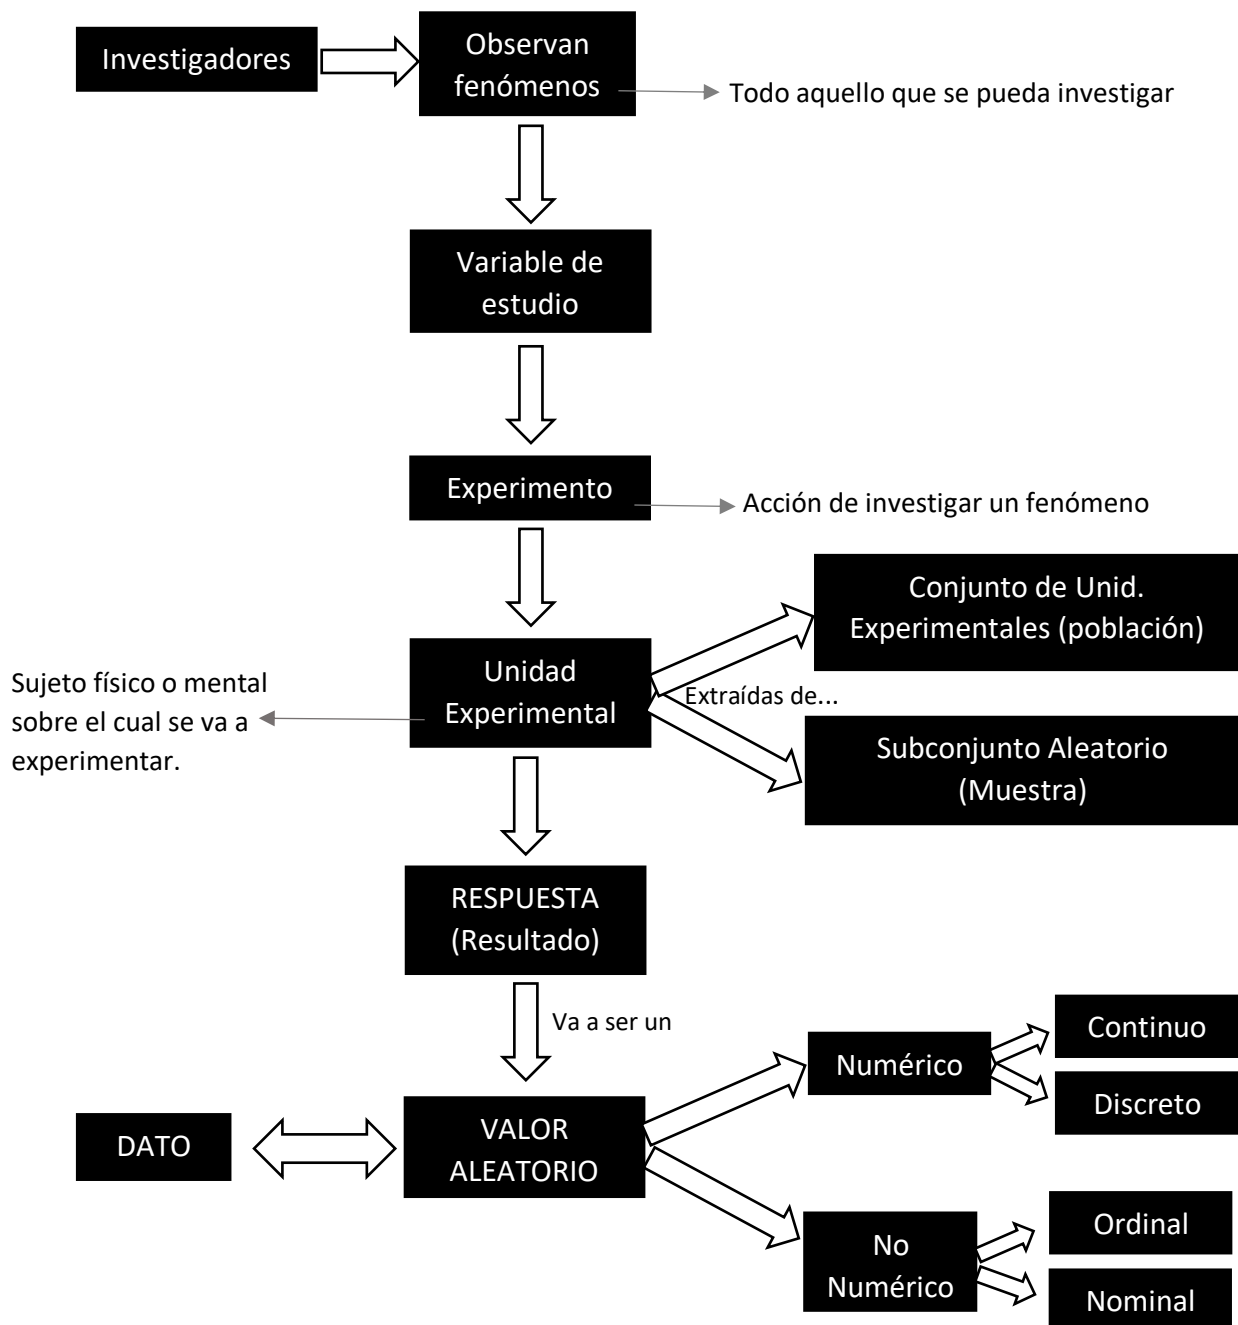 Investigadores
Observan
fenómenos
Todo aquello que se pueda investigar
Variable de
estudio
Experimento
Acción de investigar un fenómeno
Conjunto de Unid.
Experimentales (población)
Unidad
Experimental
Extraídas de...
Sujeto físico o mental
sobre el cual se va a
experimentar.
Subconjunto Aleatorio
(Muestra)
RESPUESTA
(Resultado)
Va a ser un
Continuo
Numérico
Discreto
DATO
VALOR
ALEATORIO
Ordinal
No
Numérico
Nominal